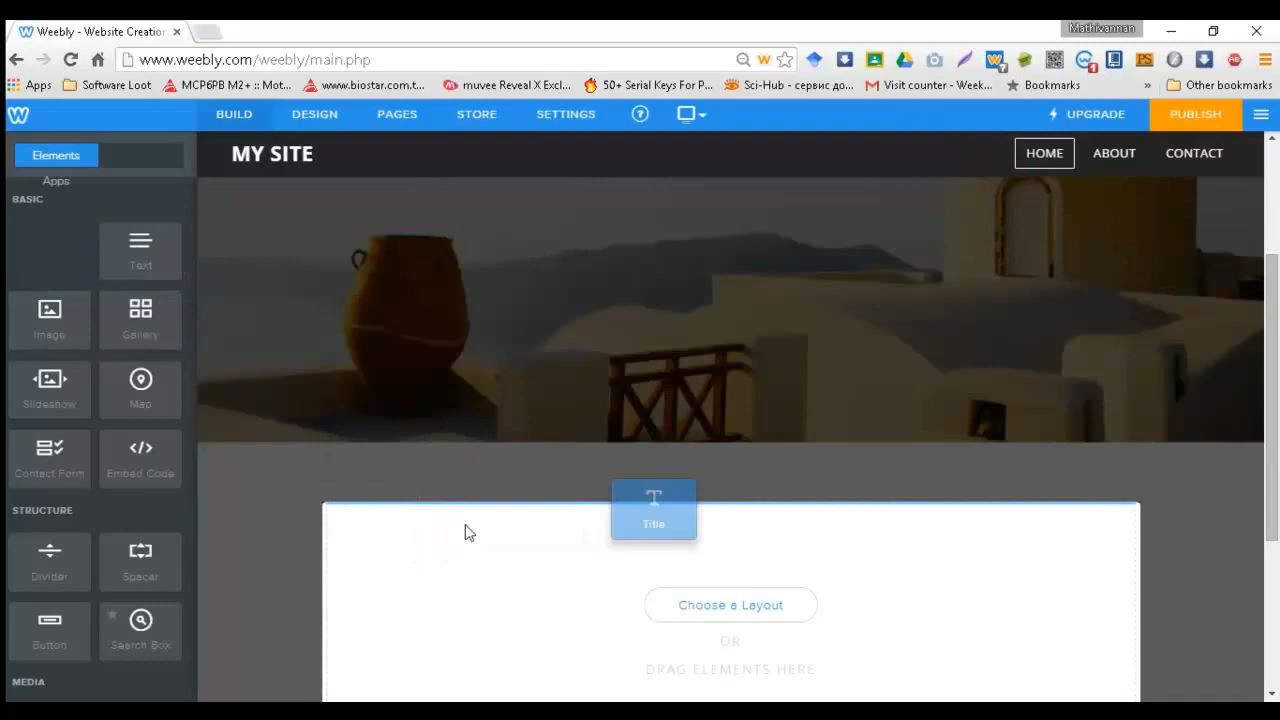 Mathivannan
Weebly - Website Creation
www.weebly.com/weebly/main.php
Apps Software Loot MCP6PB M2+ :: Mot... www.biostar.com.t... muvee Reveal X Excl... 50+ Serial Keys For P... Sci-Hub - сервис до... Visit counter - Week... Bookmarks » Other bookmarks
BUILD DESIGN PAGES STORE SETTINGS ? UPGRADE PUBLISH
Elements
Apps
MY SITE HOME ABOUT CONTACT
BASIC
Text
Image Gallery
Slideshow Map
Contact Form Embed Code
STRUCTURE
Divider Spacer
Button Search Box
MEDIA
Title
Choose a Layout
OR
DRAG ELEMENTS HERE